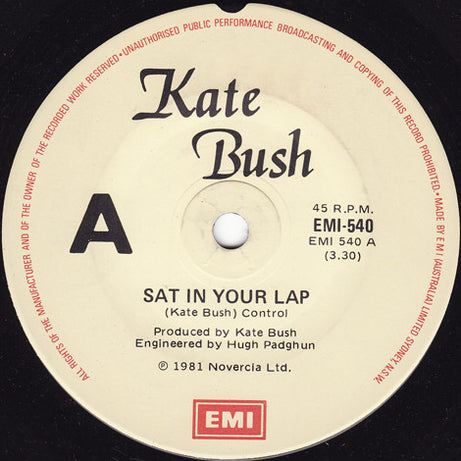 ALL RIGHTS OF THE MANUFACTURER AND OF THE OWNER OF THE RECORDED WORK RESERVED • UNAUTHORISED PUBLIC PERFORMANCE BROADCASTING AND COPYING OF THIS RECORD PROHIBITED. • MADE BY E M I (AUSTRALIA) LIMITED SYDNEY, N.S.W.
Kate
Bush
A
45 R.P.M.
EMI-540
EMI 540 A
(3.30)
SAT IN YOUR LAP
(Kate Bush) Control
Produced by Kate Bush
Engineered by Hugh Padghun
℗ 1981 Novercia Ltd.
EMI